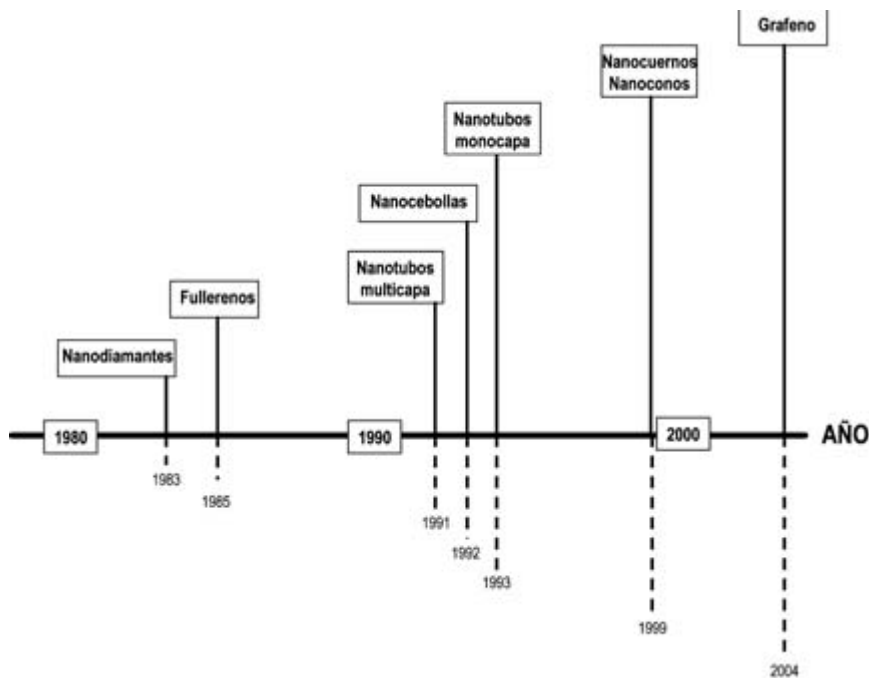 Grafeno
Nanocuernos
Nanoconos
Nanotubos
monocapa
Nanocebollas
Nanotubos
multicapa
Fullerenos
Nanodiamantes
1980
1990
2000
AÑO
1983
1985
1991
1992
1993
1999
2004